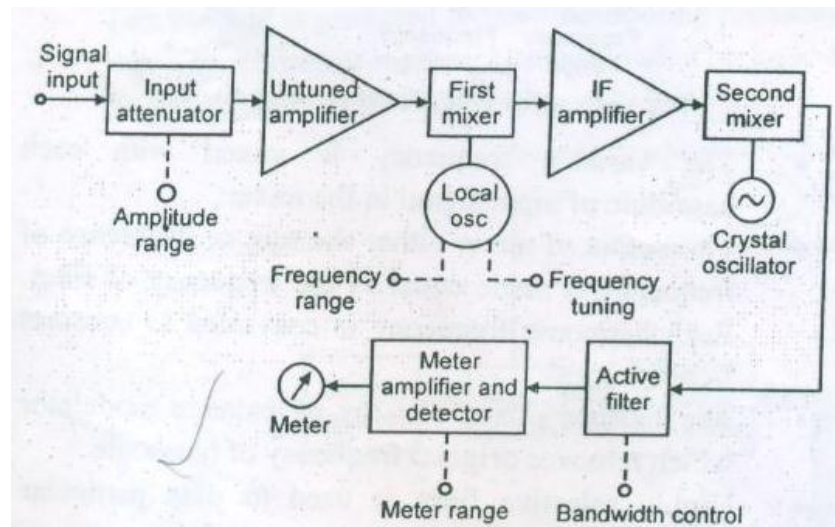 Signal
input
Input
attenuator
Untuned
amplifier
First
mixer
IF
amplifier
Second
mixer
Amplitude
range
Local
osc
Crystal
oscillator
Frequency
range
Frequency
tuning
Meter
Meter
amplifier and
detector
Active
filter
Meter range
Bandwidth control